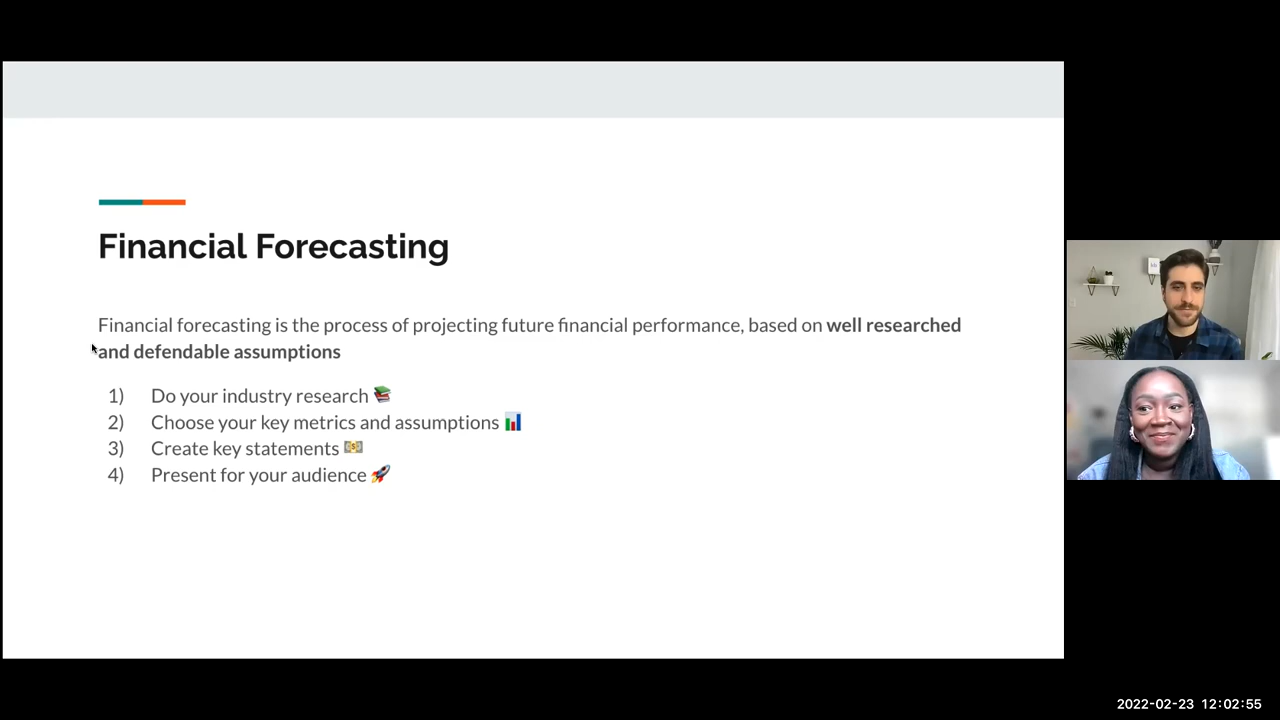 Financial Forecasting
Financial forecasting is the process of projecting future financial performance, based on well researched
and defendable assumptions
1) Do your industry research 📚
2) Choose your key metrics and assumptions 📊
3) Create key statements 💵
4) Present for your audience 🚀
2022-02-23 12:02:55